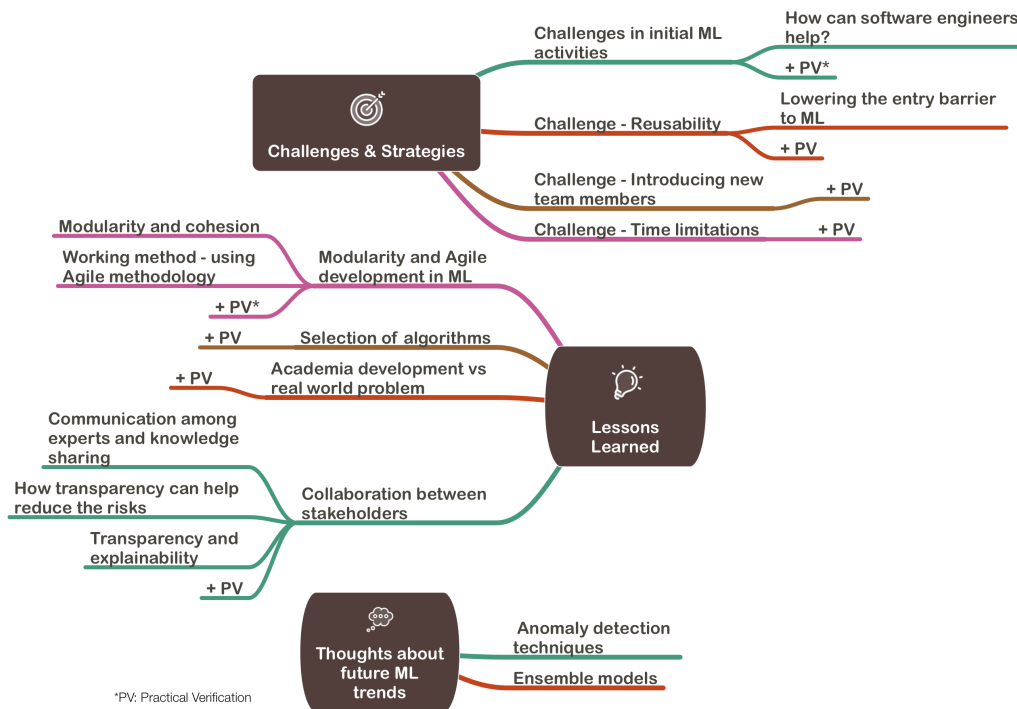 How can software engineers
help?
Challenges in initial ML
activities
+ PV*
Challenges & Strategies
Lowering the entry barrier
to ML
Challenge - Reusability
+ PV
Challenge - Introducing new
team members
+ PV
Challenge - Time limitations
+ PV
Modularity and cohesion
Working method - using
Agile methodology
+ PV*
Modularity and Agile
development in ML
+ PV
Selection of algorithms
+ PV
Academia development vs
real world problem
Lessons
Learned
Communication among
experts and knowledge
sharing
How transparency can help
reduce the risks
Transparency and
explainability
+ PV
Collaboration between
stakeholders
Thoughts about
future ML
trends
Anomaly detection
techniques
Ensemble models
*PV: Practical Verification